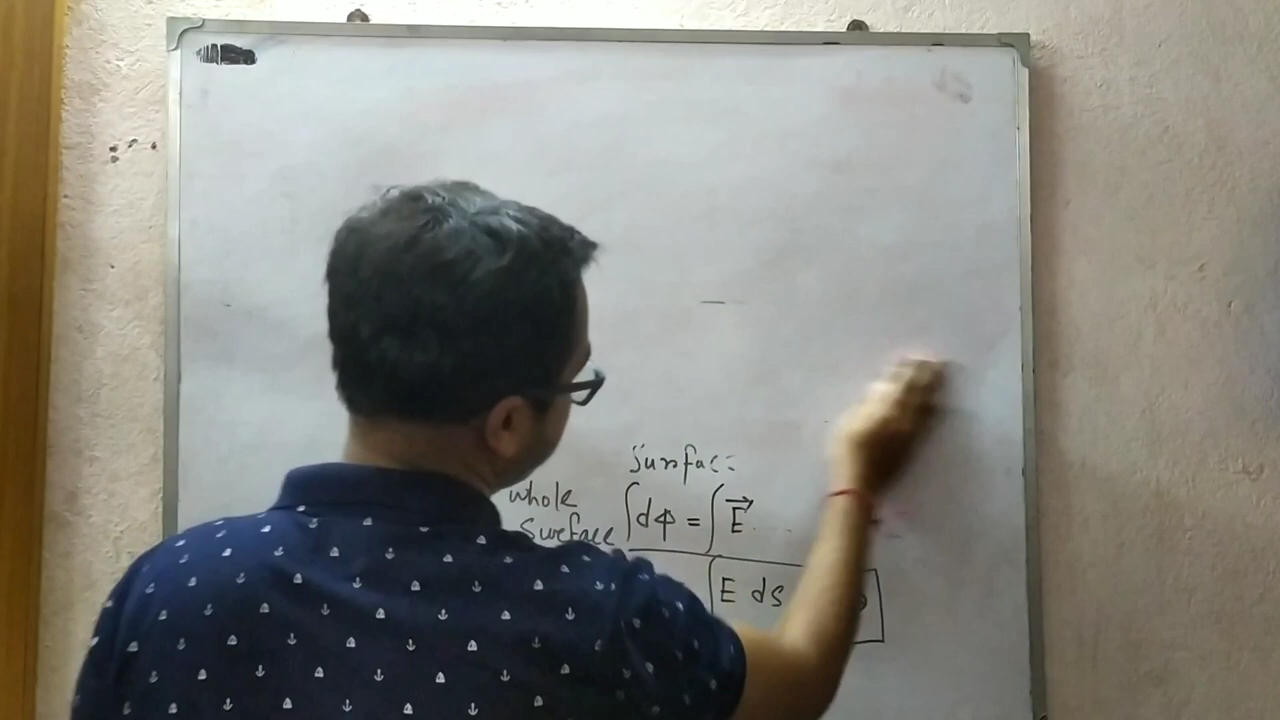 Surface
whole
Surface ∫dϕ = ∫E⃗
∫E ds